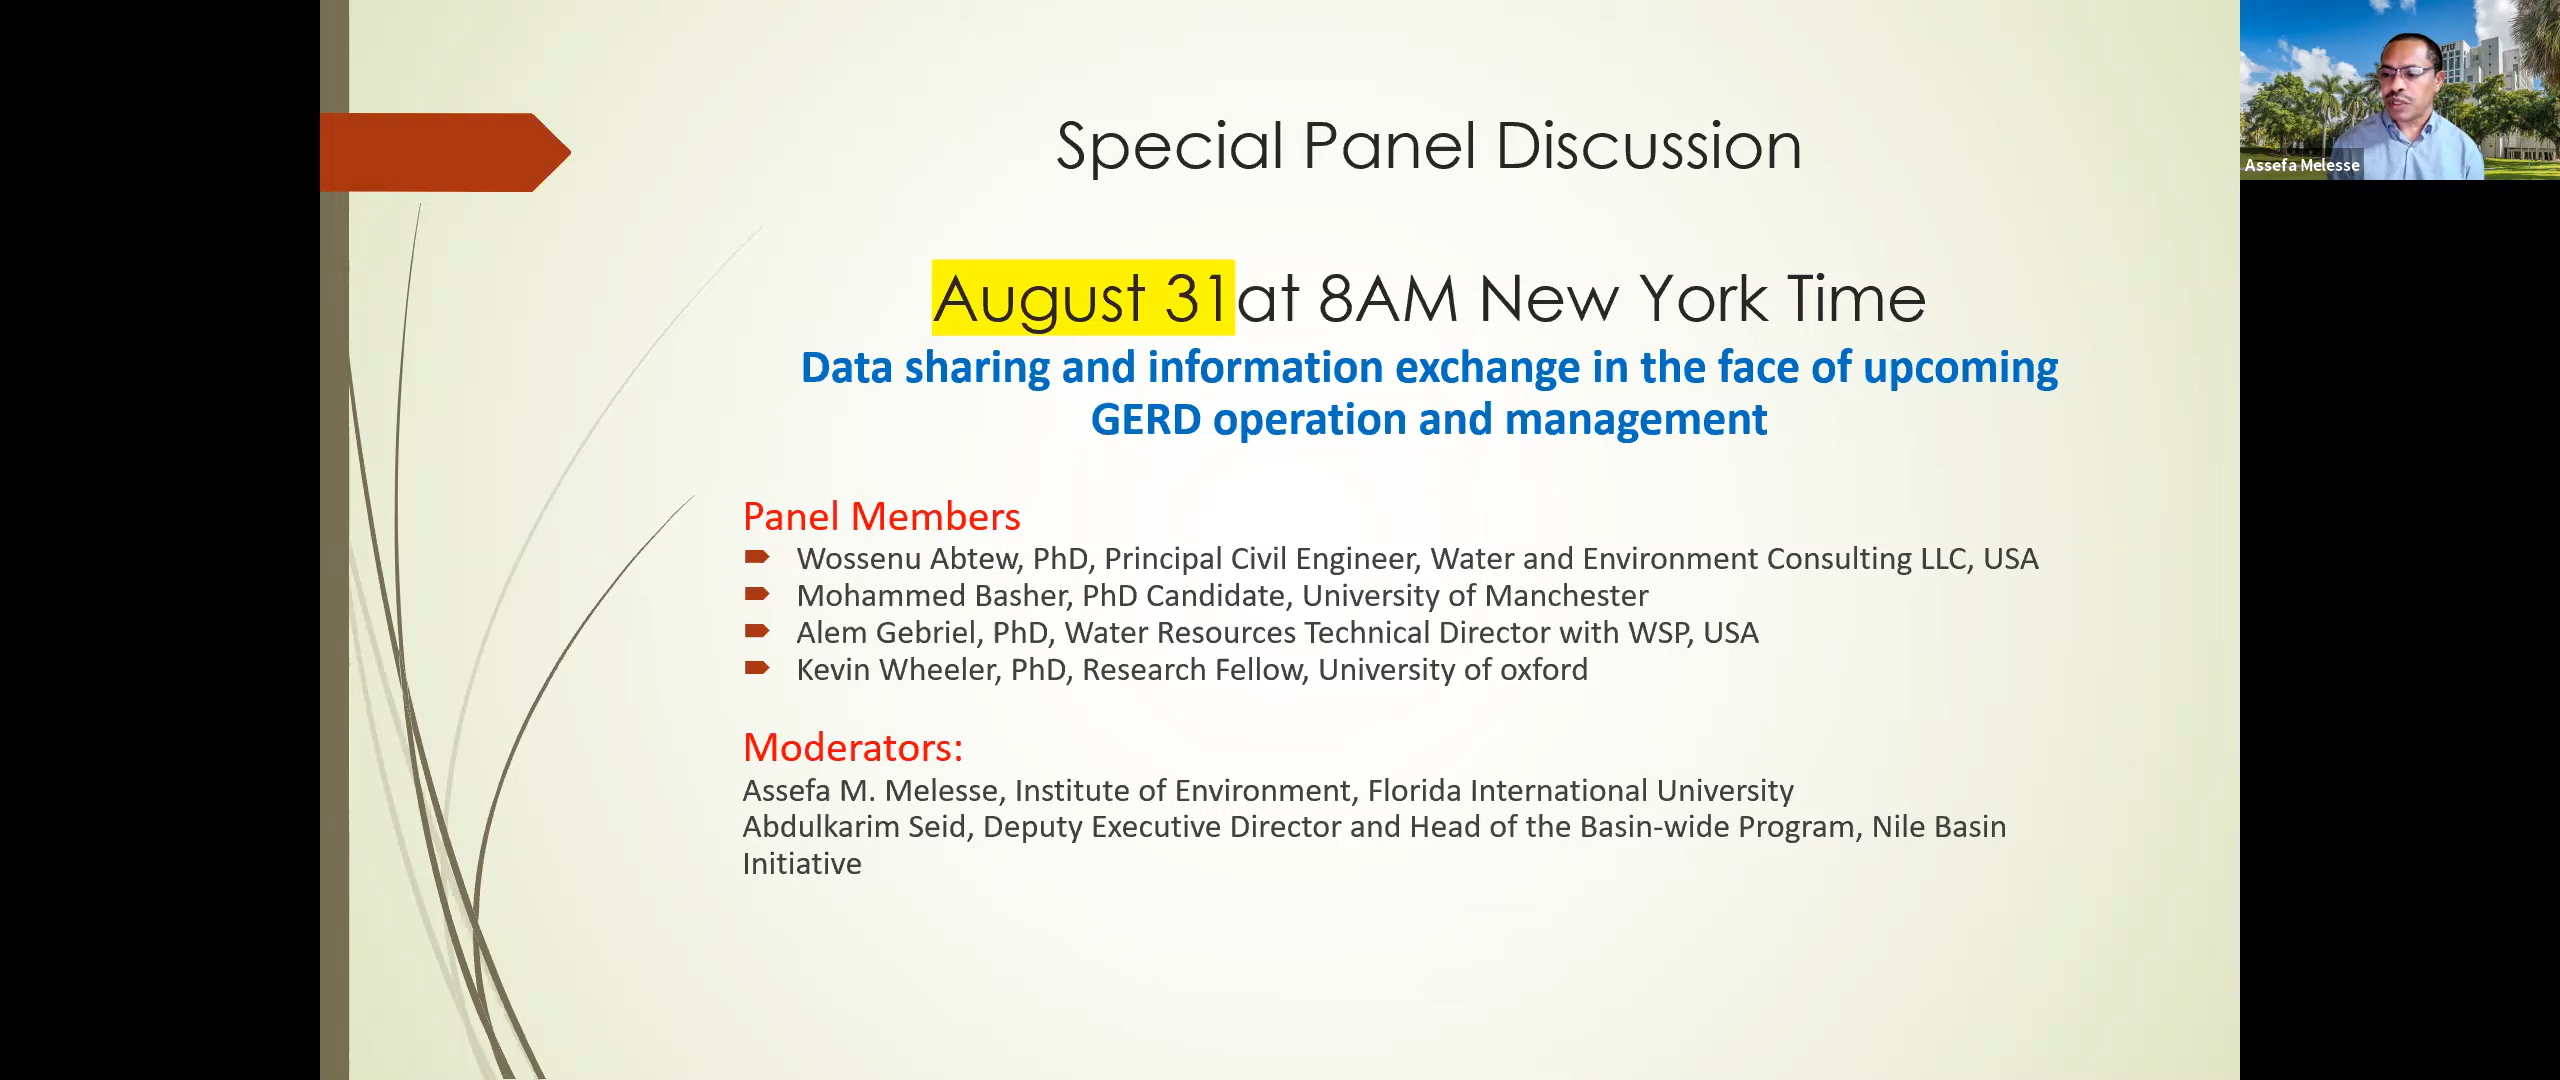 Special Panel Discussion
August 31at 8AM New York Time
Data sharing and information exchange in the face of upcoming
GERD operation and management
Panel Members
Wossenu Abtew, PhD, Principal Civil Engineer, Water and Environment Consulting LLC, USA
Mohammed Basher, PhD Candidate, University of Manchester
Alem Gebriel, PhD, Water Resources Technical Director with WSP, USA
Kevin Wheeler, PhD, Research Fellow, University of oxford
Moderators:
Assefa M. Melesse, Institute of Environment, Florida International University
Abdulkarim Seid, Deputy Executive Director and Head of the Basin-wide Program, Nile Basin
Initiative
FIU
Assefa Melesse